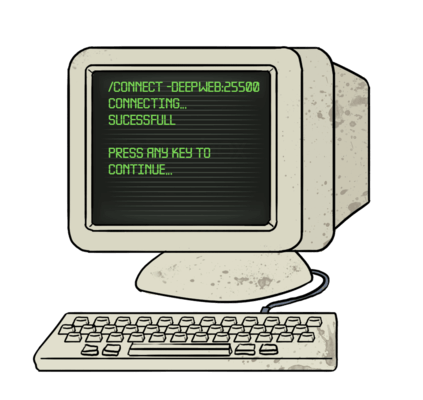 /CONNECT -DEEPWEB:25500
CONNECTING...
SUCESSFULL
PRESS ANY KEY TO
CONTINUE...